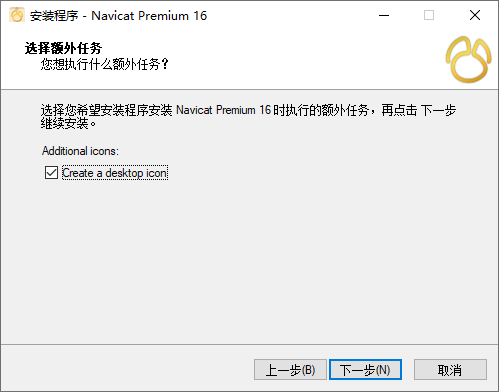 安装程序 - Navicat Premium 16
选择额外任务
您想执行什么额外任务？
选择您希望安装程序安装 Navicat Premium 16 时执行的额外任务，再点击 下一步
继续安装。
Additional icons:
Create a desktop icon
上一步(B) 下一步(N) 取消